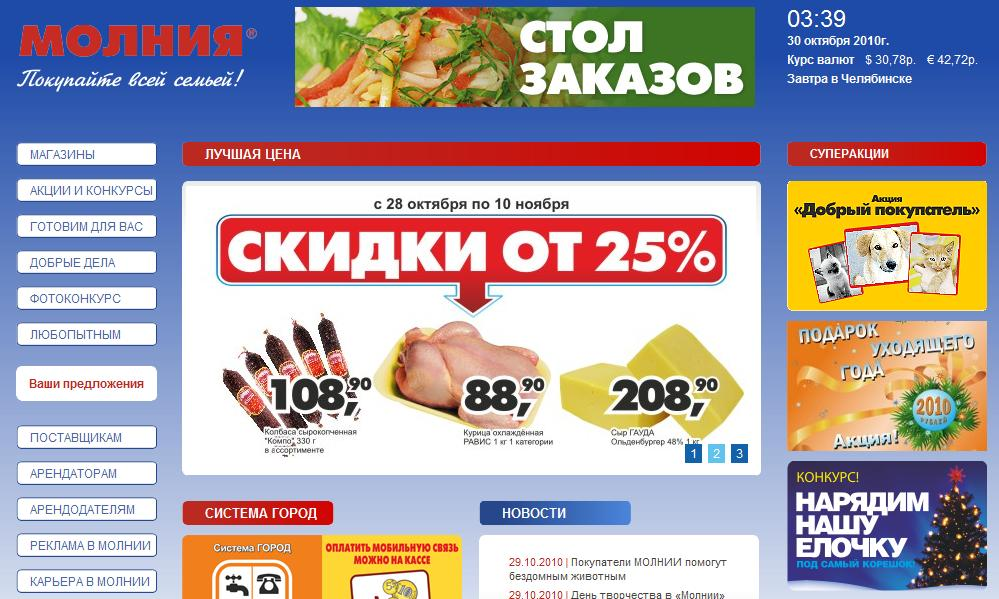 МОЛНИЯ®
Покупайте всей семьей!
СТОЛ
ЗАКАЗОВ
03:39
30 октября 2010г.
Курс валют $ 30,78р. € 42,72р.
Завтра в Челябинске
МАГАЗИНЫ
АКЦИИ И КОНКУРСЫ
ГОТОВИМ ДЛЯ ВАС
ДОБРЫЕ ДЕЛА
ФОТОКОНКУРС
ЛЮБОПЫТНЫМ
Ваши предложения
ПОСТАВЩИКАМ
АРЕНДАТОРАМ
АРЕНДОДАТЕЛЯМ
РЕКЛАМА В МОЛНИИ
КАРЬЕРА В МОЛНИИ
ЛУЧШАЯ ЦЕНА
с 28 октября по 10 ноября
СКИДКИ ОТ 25%
108,90
Колбаса сырокопченная
"Компо" 330 г
в ассортименте
88,90
Курица охлаждённая
РАВИС 1 кг 1 категории
208,90
Сыр ГАУДА
Ольденбургер 48% 1 кг
1 2 3
СИСТЕМА ГОРОД
Система ГОРОД
ОПЛАТИТЬ МОБИЛЬНУЮ СВЯЗЬ
МОЖНО НА КАССЕ
НОВОСТИ
29.10.2010 | Покупатели МОЛНИИ помогут
бездомным животным
29.10.2010 | День творчества в «Молнии»
СУПЕРАКЦИИ
Акция
«Добрый покупатель»
ПОДАРОК
УХОДЯЩЕГО
ГОДА
2010
РУБЛЕЙ
Акция!
КОНКУРС!
НАРЯДИМ
НАШУ
ЕЛОЧКУ
ПОД САМЫЙ КОРЕШОК!